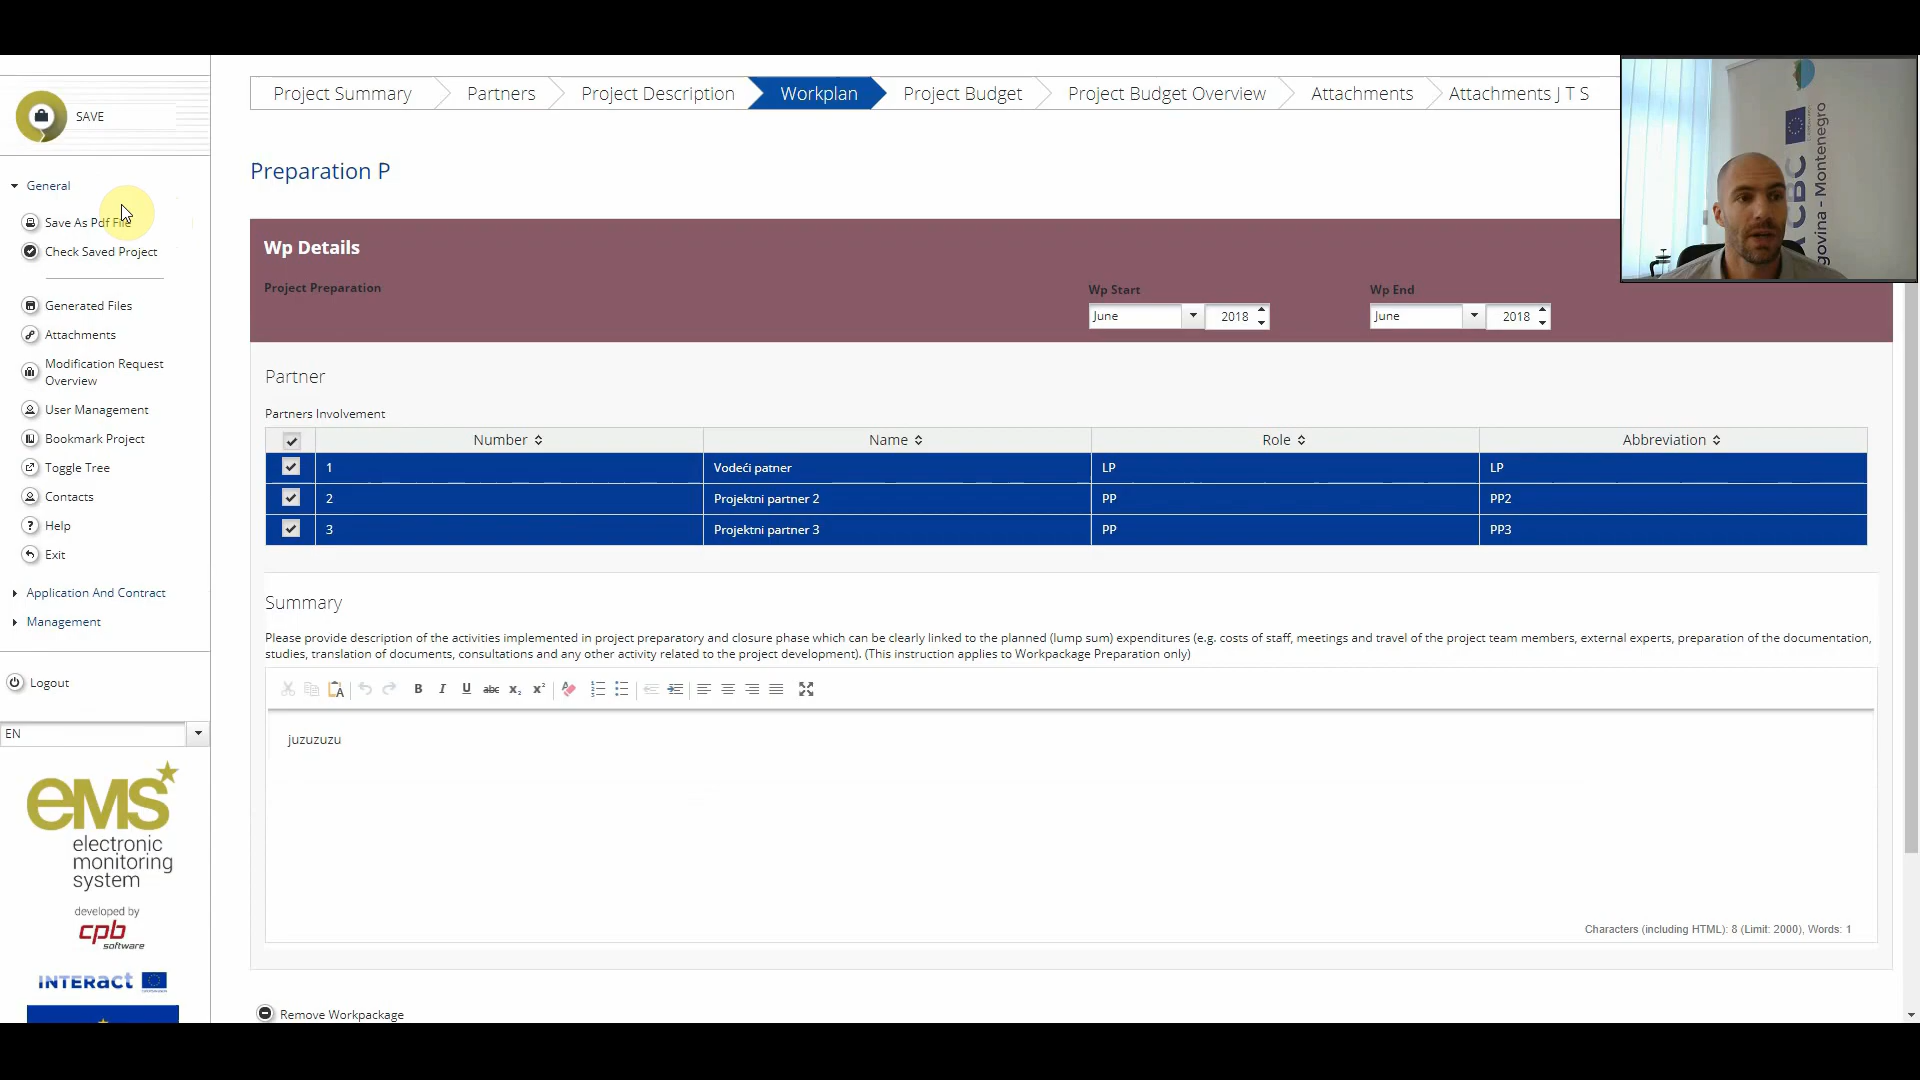 Project Summary
Partners
Project Description
Workplan
Project Budget
Project Budget Overview
Attachments
Attachments J T S
SAVE
General
Save As Pdf File
Check Saved Project
Generated Files
Attachments
Modification Request
Overview
User Management
Bookmark Project
Toggle Tree
Contacts
Help
Exit
Application And Contract
Management
Logout
EN
eMS
electronic
monitoring
system
developed by
cpb
software
INTERACT
Preparation P
Wp Details
Project Preparation
Wp Start
June 2018
Wp End
June 2018
Partner
Partners Involvement
Number Name Role Abbreviation
1 Vodeći patner LP LP
2 Projektni partner 2 PP PP2
3 Projektni partner 3 PP PP3
Summary
Please provide description of the activities implemented in project preparatory and closure phase which can be clearly linked to the planned (lump sum) expenditures (e.g. costs of staff, meetings and travel of the project team members, external experts, preparation of the documentation,
studies, translation of documents, consultations and any other activity related to the project development). (This instruction applies to Workpackage Preparation only)
juzuzuzu
Characters (including HTML): 8 (Limit: 2000), Words: 1
Remove Workpackage
CBC
govina - Montenegro